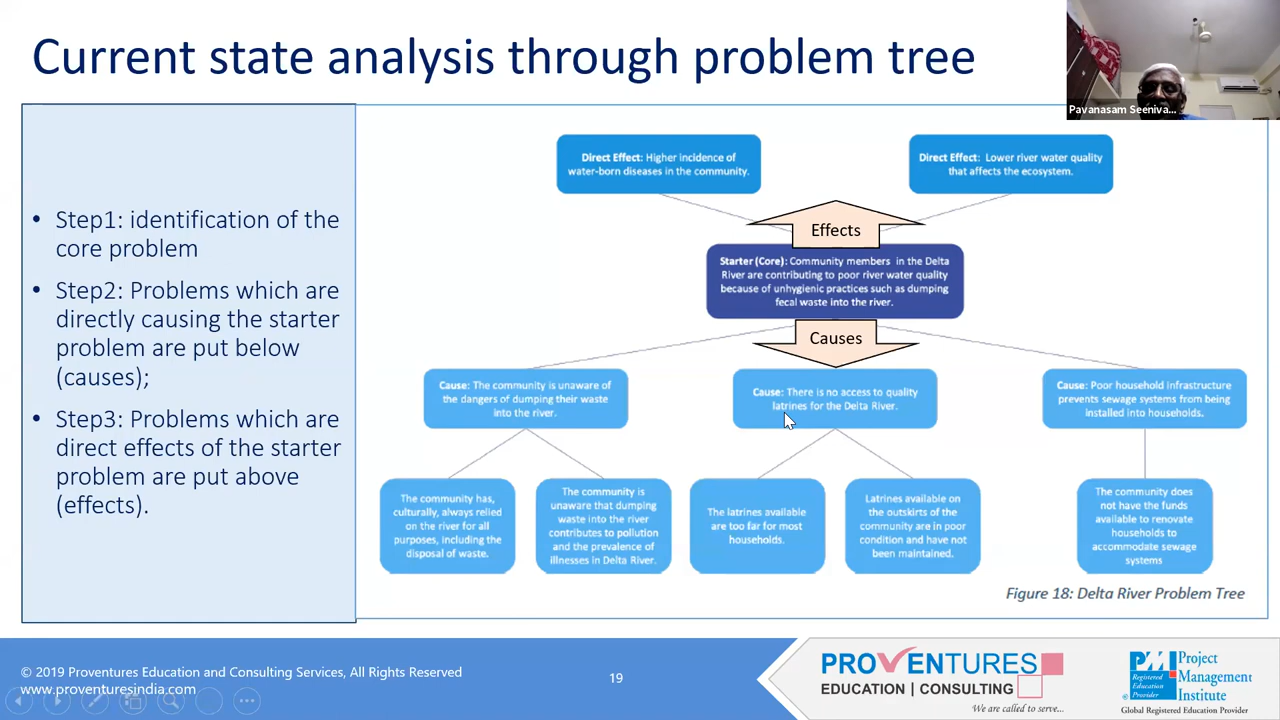 Current state analysis through problem tree
Pavanasam Seeniva...
• Step1: identification of the
core problem
• Step2: Problems which are
directly causing the starter
problem are put below
(causes);
• Step3: Problems which are
direct effects of the starter
problem are put above
(effects).
Direct Effect: Higher incidence of
water-born diseases in the community.
Direct Effect: Lower river water quality
that affects the ecosystem.
Effects
Starter (Core): Community members in the Delta
River are contributing to poor river water quality
because of unhygienic practices such as dumping
fecal waste into the river.
Causes
Cause: The community is unaware of
the dangers of dumping their waste
into the river.
Cause: There is no access to quality
latrines for the Delta River.
Cause: Poor household infrastructure
prevents sewage systems from being
installed into households.
The community has,
culturally, always relied
on the river for all
purposes, including the
disposal of waste.
The community is
unaware that dumping
waste into the river
contributes to pollution
and the prevalence of
illnesses in Delta River.
The latrines available
are too far for most
households.
Latrines available on
the outskirts of the
community are in poor
condition and have not
been maintained.
The community does
not have the funds
available to renovate
households to
accommodate sewage
systems
Figure 18: Delta River Problem Tree
© 2019 Proventures Education and Consulting Services, All Rights Reserved
www.proventuresindia.com
19
PROVENTURES
EDUCATION | CONSULTING
We are called to serve...
PMI
Registered
Education
Provider
®
Project
Management
Institute
Global Registered Education Provider